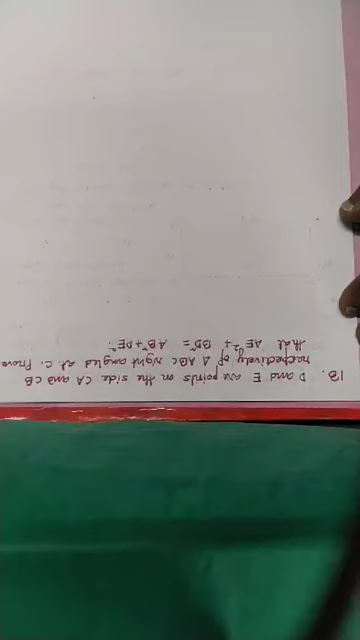 13. D and E are points on the side CA and CB
respectively of Δ ABC right angles at C. Prove
that AE² + BD² = AB² + DE².